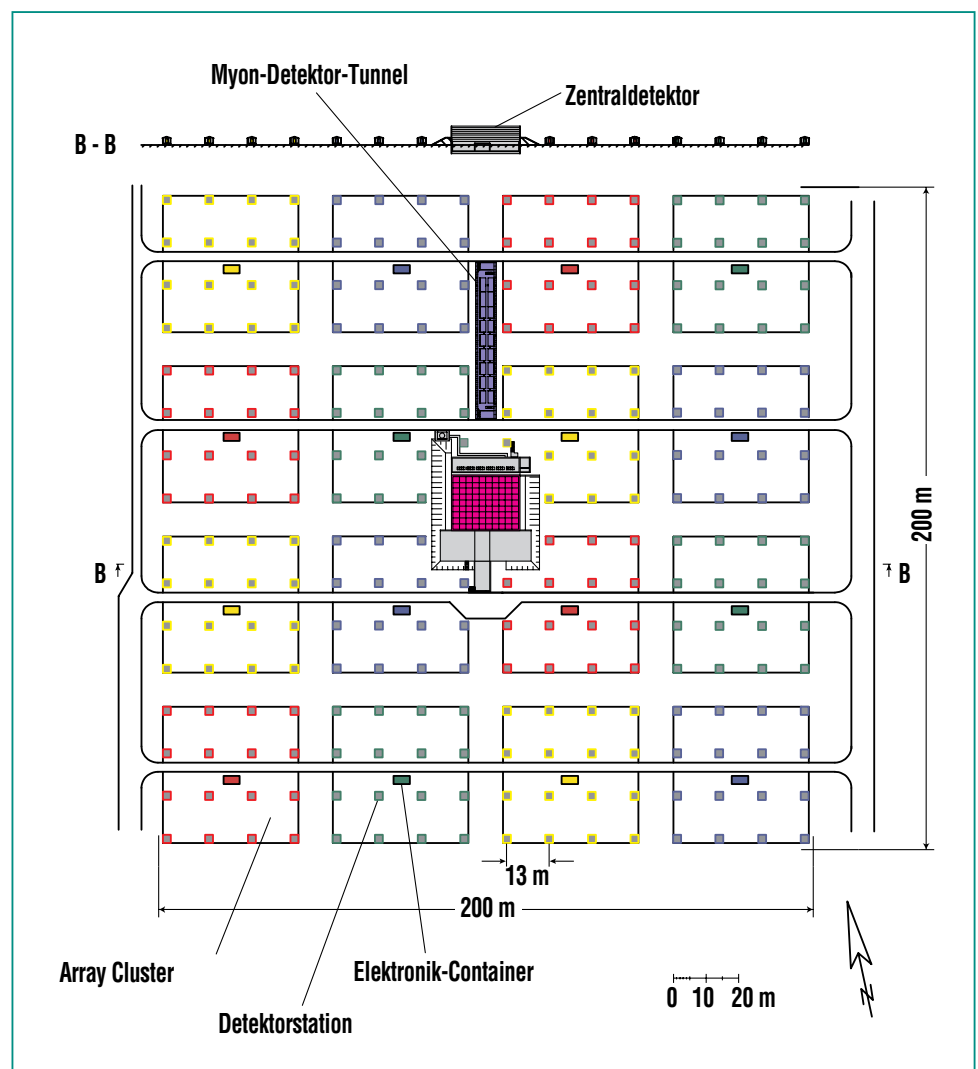 Myon-Detektor-Tunnel
Zentraldetektor
B - B
200 m
B
B
13 m
200 m
Array Cluster
Elektronik-Container
Detektorstation
0 10 20 m